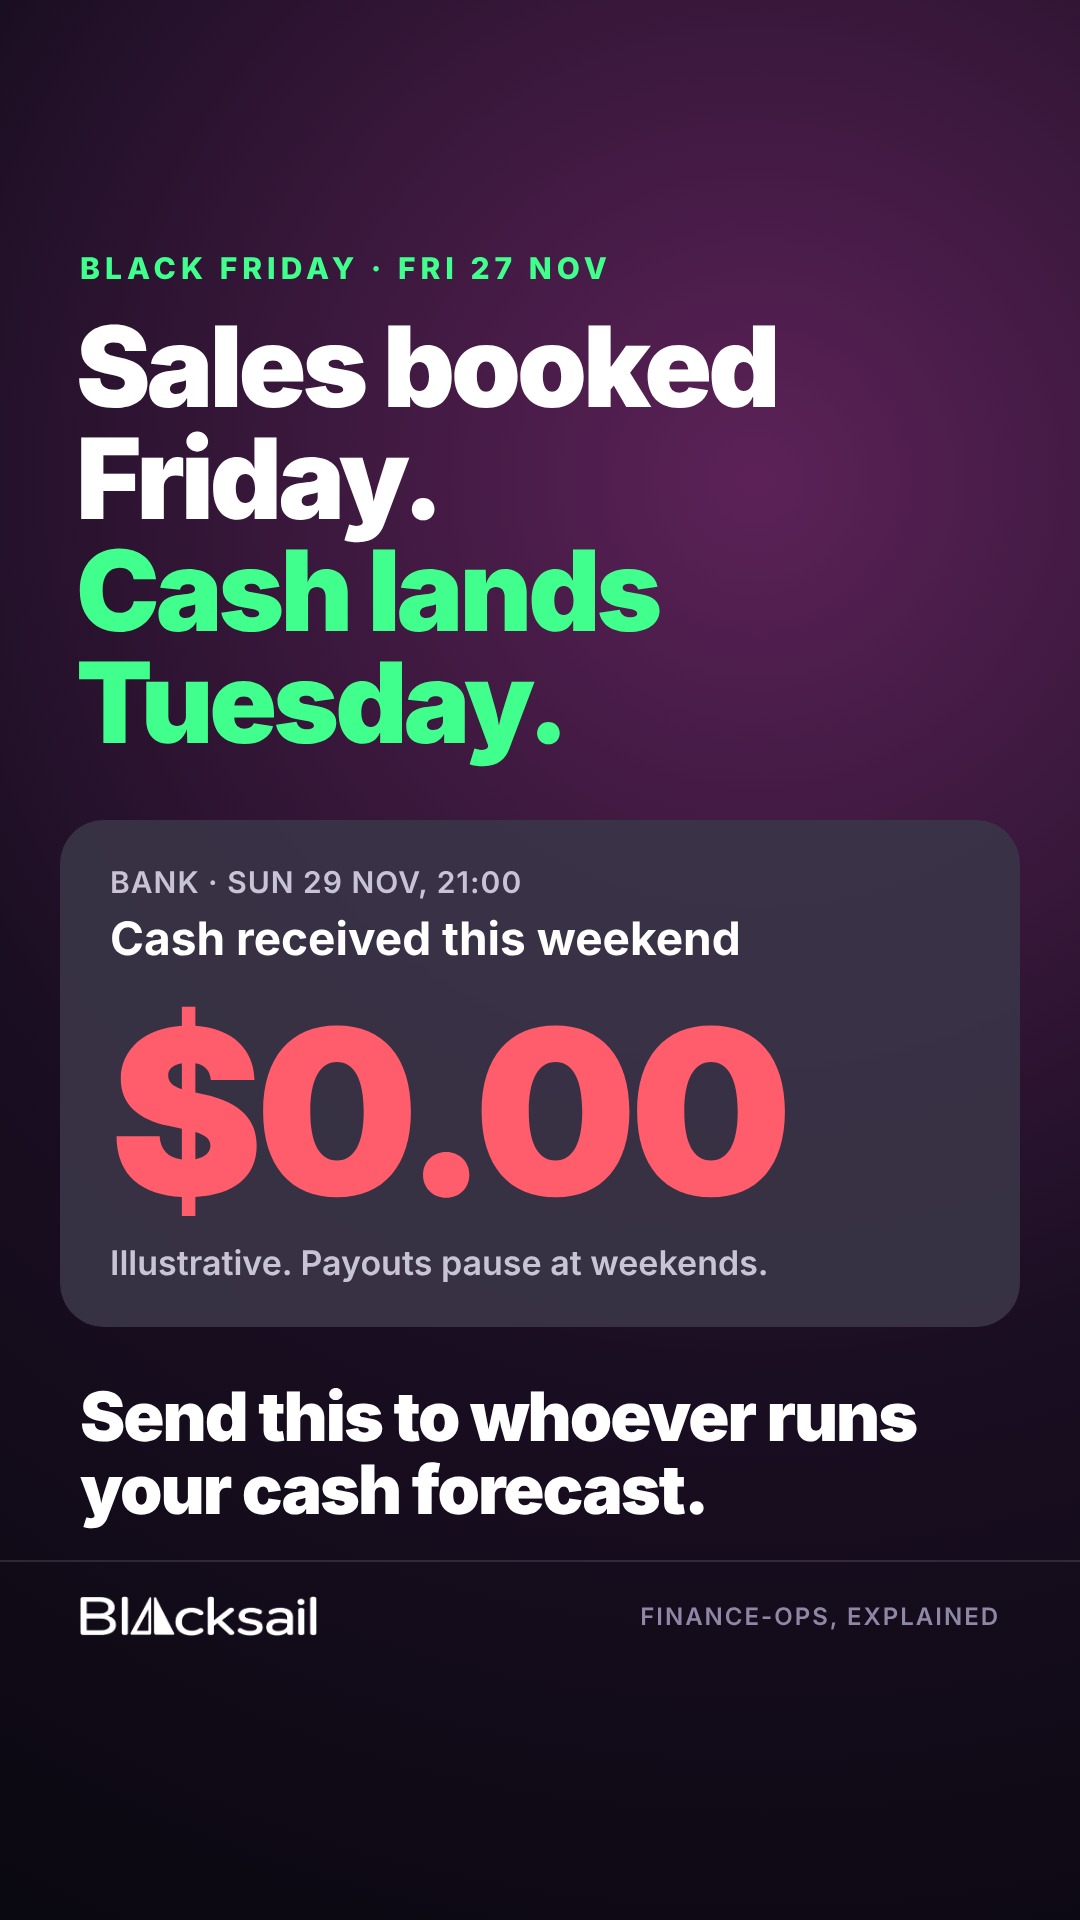 BLACK FRIDAY · FRI 27 NOV
Sales booked
Friday.
Cash lands
Tuesday.
BANK · SUN 29 NOV, 21:00
Cash received this weekend
$0.00
Illustrative. Payouts pause at weekends.
Send this to whoever runs
your cash forecast.
Blacksail
FINANCE-OPS, EXPLAINED